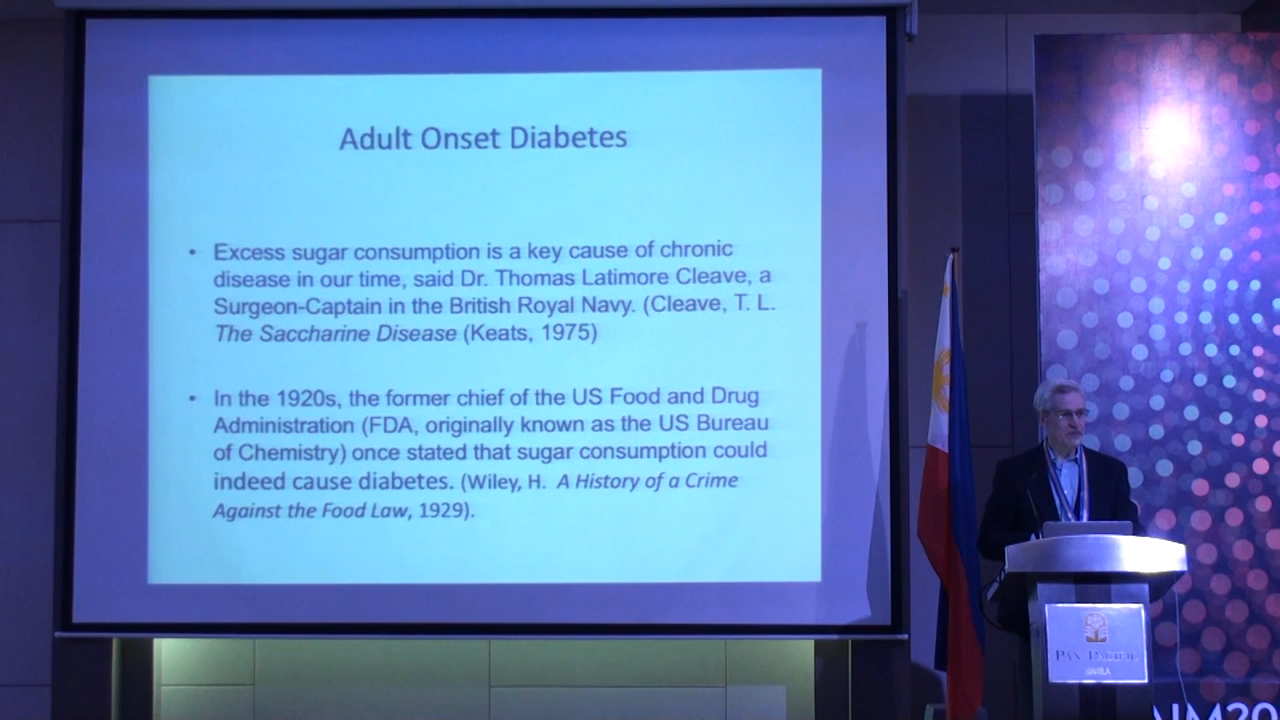 Adult Onset Diabetes
• Excess sugar consumption is a key cause of chronic
disease in our time, said Dr. Thomas Latimore Cleave, a
Surgeon-Captain in the British Royal Navy. (Cleave, T. L.
The Saccharine Disease (Keats, 1975)
• In the 1920s, the former chief of the US Food and Drug
Administration (FDA, originally known as the US Bureau
of Chemistry) once stated that sugar consumption could
indeed cause diabetes. (Wiley, H. A History of a Crime
Against the Food Law, 1929).
PAN PACIFIC
MANILA